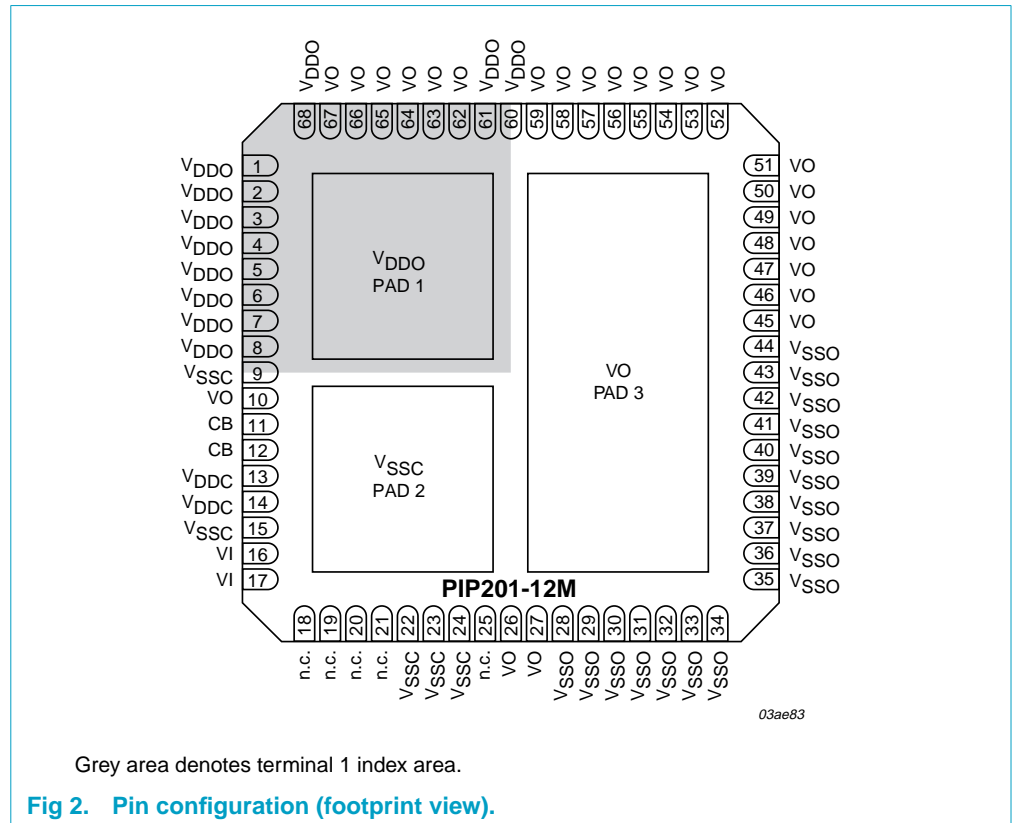 VDDO VO VO VO VO VO VO VDDO VDDO VO VO VO VO VO VO VO VO
68 67 66 65 64 63 62 61 60 59 58 57 56 55 54 53 52
VDDO 1
VDDO 2
VDDO 3
VDDO 4
VDDO 5
VDDO 6
VDDO 7
VDDO 8
VSSC 9
VO 10
CB 11
CB 12
VDDC 13
VDDC 14
VSSC 15
VI 16
VI 17
VDDO
PAD 1
VSSC
PAD 2
VO
PAD 3
51 VO
50 VO
49 VO
48 VO
47 VO
46 VO
45 VO
44 VSSO
43 VSSO
42 VSSO
41 VSSO
40 VSSO
39 VSSO
38 VSSO
37 VSSO
36 VSSO
35 VSSO
PIP201-12M
18 19 20 21 22 23 24 25 26 27 28 29 30 31 32 33 34
n.c. n.c. n.c. n.c. VSSC VSSC VSSC n.c. VO VO VSSO VSSO VSSO VSSO VSSO VSSO VSSO
03ae83
Grey area denotes terminal 1 index area.
Fig 2. Pin configuration (footprint view).